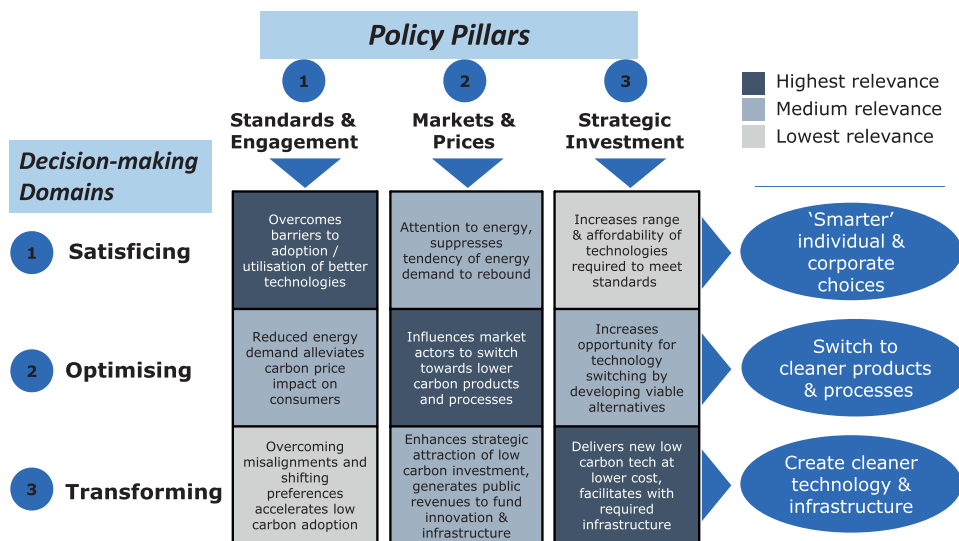 Policy Pillars
1
2
3
Standards &
Engagement
Markets &
Prices
Strategic
Investment
Highest relevance
Medium relevance
Lowest relevance
Decision-making
Domains
1
Satisficing
Overcomes
barriers to
adoption /
utilisation of better
technologies
Attention to energy,
suppresses
tendency of energy
demand to rebound
Increases range
& affordability of
technologies
required to meet
standards
‘Smarter’
individual &
corporate
choices
2
Optimising
Reduced energy
demand alleviates
carbon price
impact on
consumers
Influences market
actors to switch
towards lower
carbon products
and processes
Increases
opportunity for
technology
switching by
developing viable
alternatives
Switch to
cleaner products
& processes
3
Transforming
Overcoming
misalignments and
shifting
preferences
accelerates low
carbon adoption
Enhances strategic
attraction of low
carbon investment,
generates public
revenues to fund
innovation &
infrastructure
Delivers new low
carbon tech at
lower cost,
facilitates with
required
infrastructure
Create cleaner
technology &
infrastructure